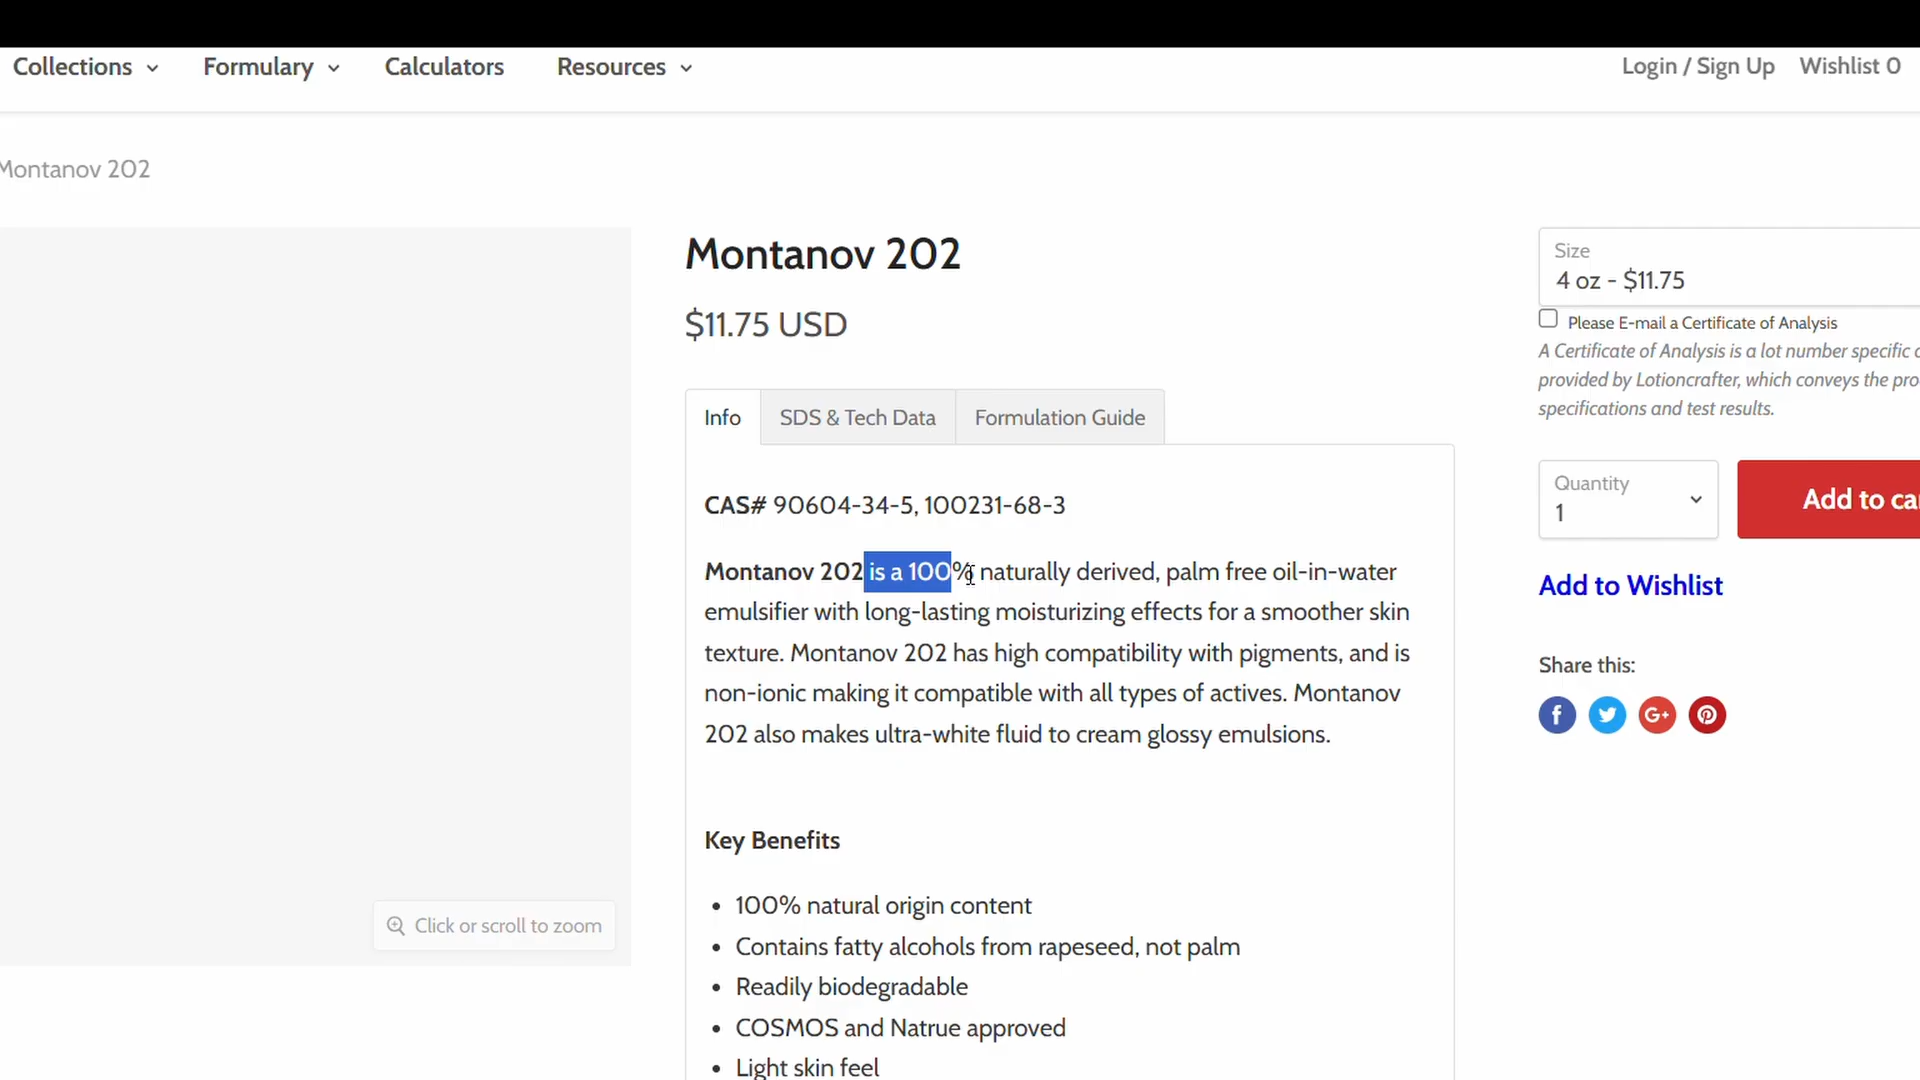 Collections Formulary Calculators Resources Login / Sign Up Wishlist 0
Montanov 202
Montanov 202
$11.75 USD
Info SDS & Tech Data Formulation Guide
CAS# 90604-34-5, 100231-68-3
Montanov 202 is a 100% naturally derived, palm free oil-in-water
emulsifier with long-lasting moisturizing effects for a smoother skin
texture. Montanov 202 has high compatibility with pigments, and is
non-ionic making it compatible with all types of actives. Montanov
202 also makes ultra-white fluid to cream glossy emulsions.
Key Benefits
• 100% natural origin content
• Contains fatty alcohols from rapeseed, not palm
• Readily biodegradable
• COSMOS and Natrue approved
• Light skin feel
Click or scroll to zoom
Size
4 oz - $11.75
Please E-mail a Certificate of Analysis
A Certificate of Analysis is a lot number specific
provided by Lotioncrafter, which conveys the
specifications and test results.
Quantity
1
Add to
Add to Wishlist
Share this:
f G+